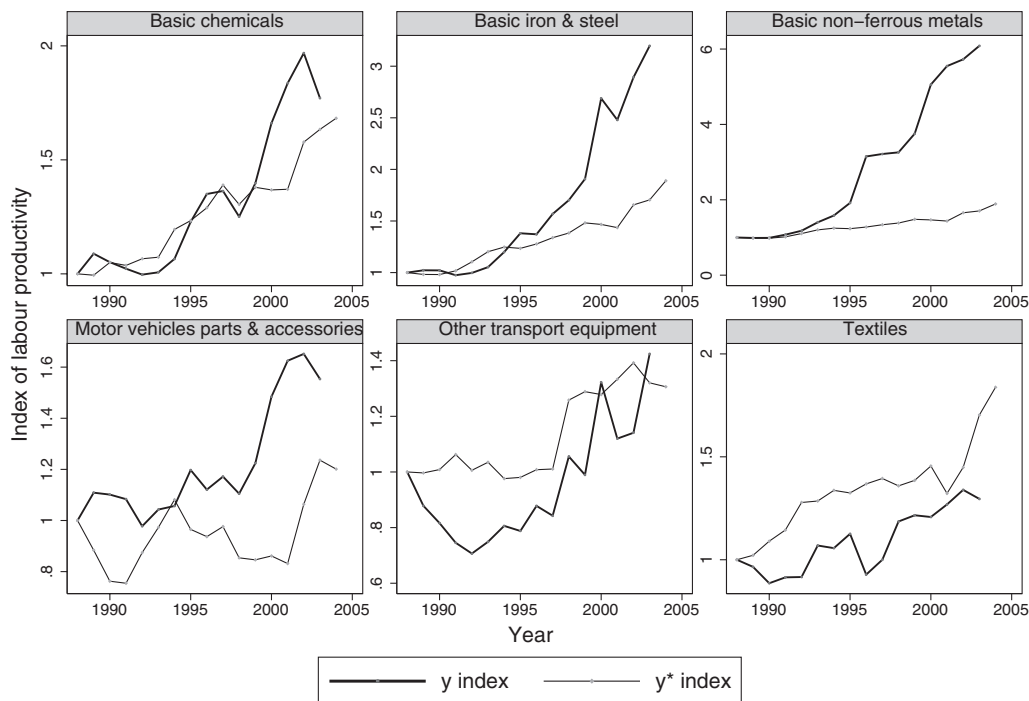 Basic chemicals
Basic iron & steel
Basic non-ferrous metals
2
1.5
1
3
2.5
2
1.5
1
6
4
2
0
1990 1995 2000 2005
1990 1995 2000 2005
1990 1995 2000 2005
Motor vehicles parts & accessories
Other transport equipment
Textiles
1.6
1.4
1.2
1
.8
1.4
1.2
1
.8
.6
2
1.5
1
1990 1995 2000 2005
1990 1995 2000 2005
1990 1995 2000 2005
Index of labour productivity
Year
y index
y* index